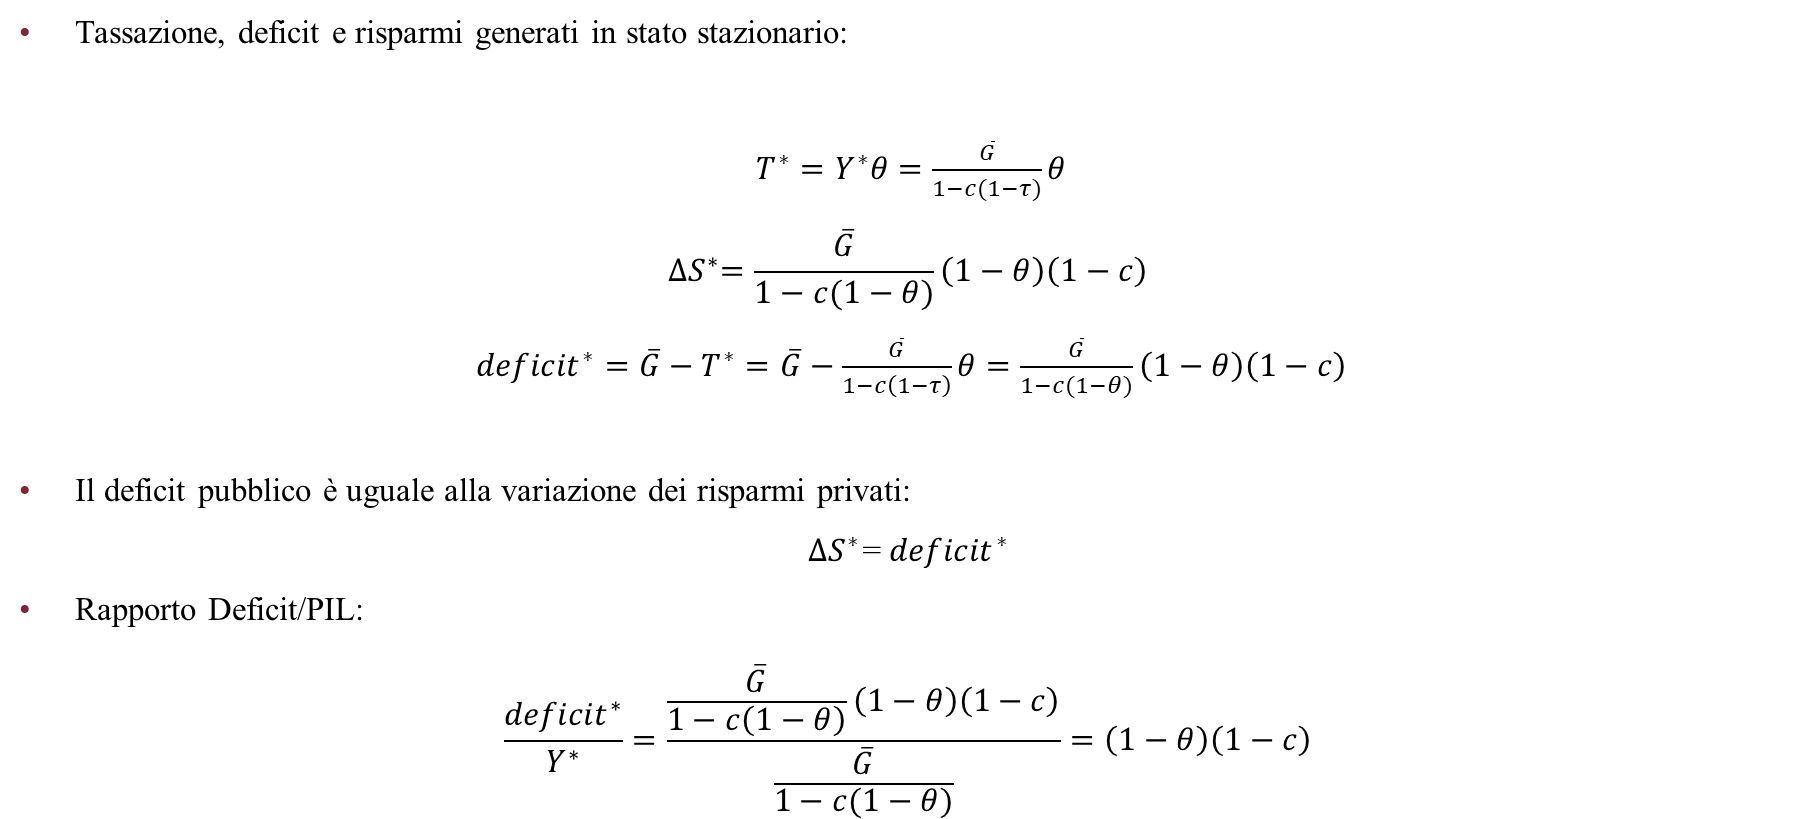 • Tassazione, deficit e risparmi generati in stato stazionario:
T* = Y*θ = Ḡ/(1−c(1−τ)) θ
ΔS*= Ḡ/(1 − c(1 − θ)) (1 − θ)(1 − c)
deficit* = Ḡ − T* = Ḡ − Ḡ/(1−c(1−τ)) θ = Ḡ/(1−c(1−θ)) (1 − θ)(1 − c)
• Il deficit pubblico è uguale alla variazione dei risparmi privati:
ΔS*= deficit*
• Rapporto Deficit/PIL:
deficit*/Y* = (Ḡ/(1 − c(1 − θ)) (1 − θ)(1 − c))/(Ḡ/(1 − c(1 − θ))) = (1 − θ)(1 − c)